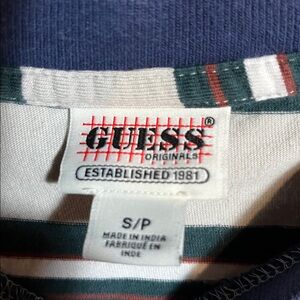 GUESS®
ORIGINALS
ESTABLISHED 1981
S/P
MADE IN INDIA
FABRIQUÉ EN
INDE